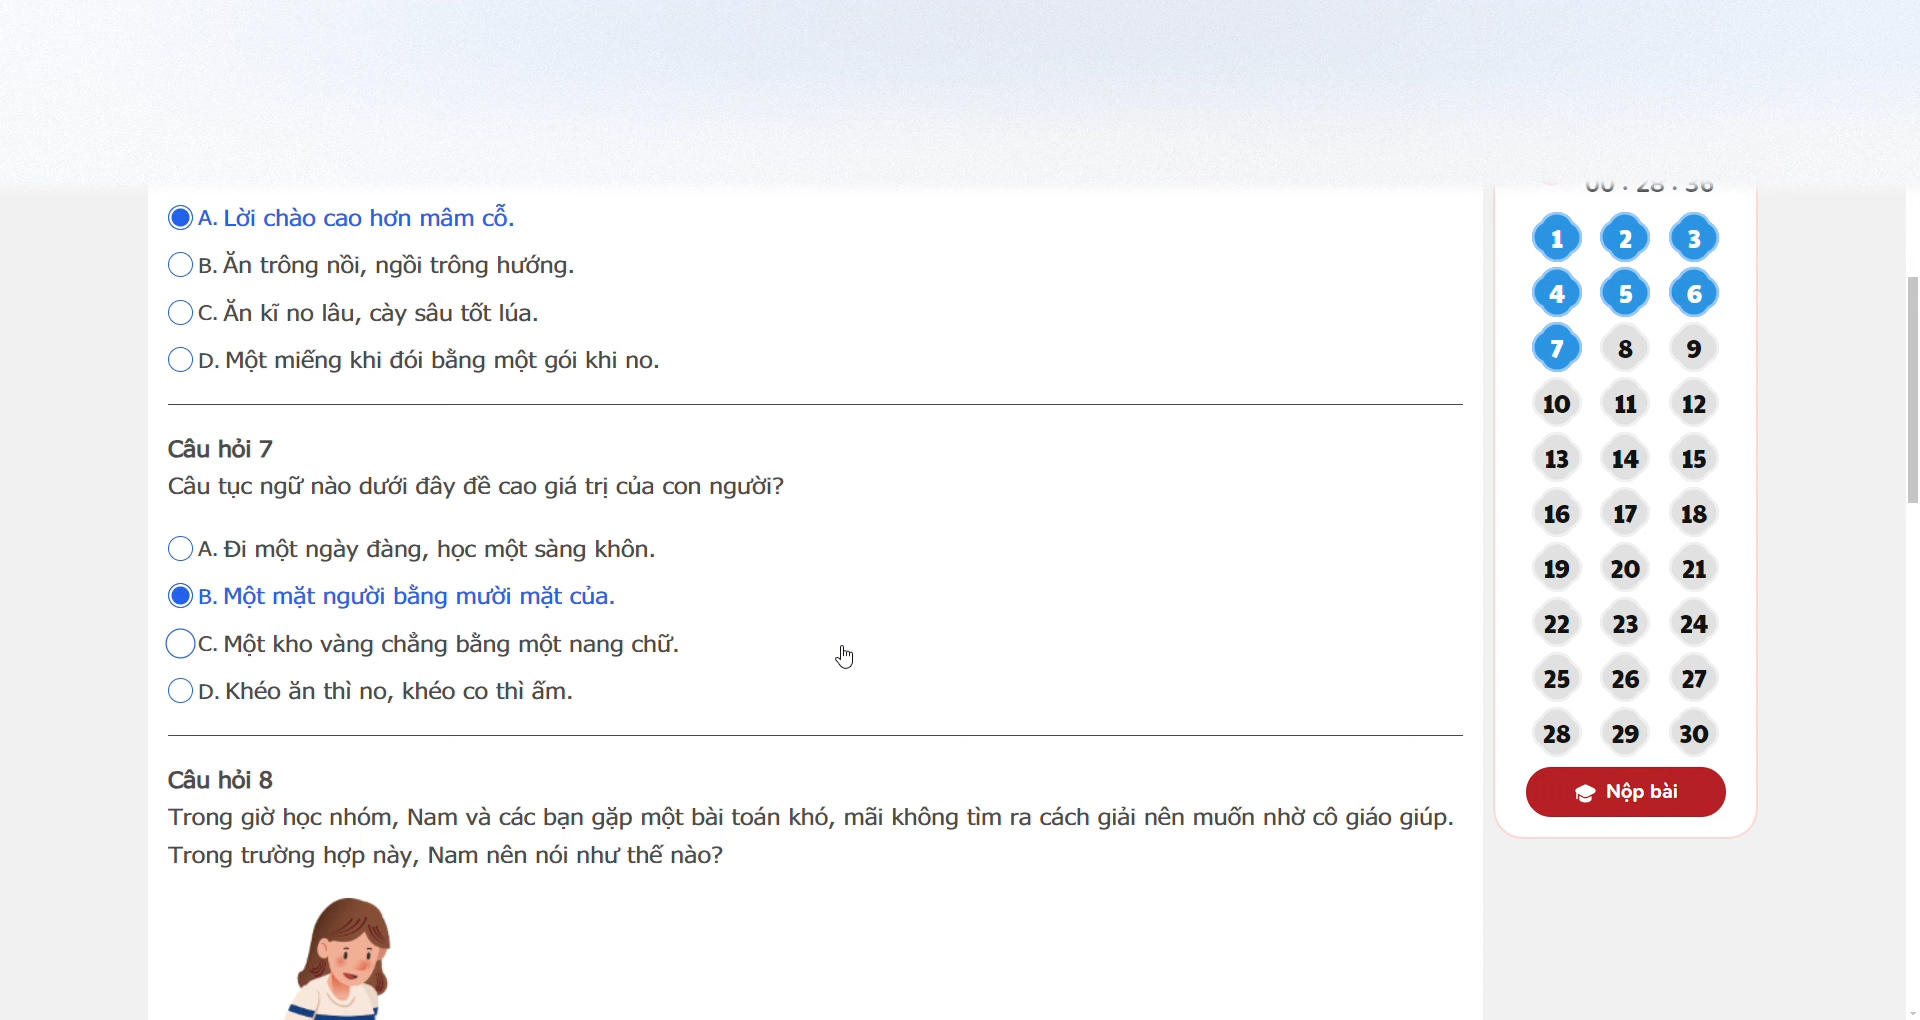 00 : 28 : 36
A. Lời chào cao hơn mâm cỗ.
B. Ăn trông nồi, ngồi trông hướng.
C. Ăn kĩ no lâu, cày sâu tốt lúa.
D. Một miếng khi đói bằng một gói khi no.
Câu hỏi 7
Câu tục ngữ nào dưới đây đề cao giá trị của con người?
A. Đi một ngày đàng, học một sàng khôn.
B. Một mặt người bằng mười mặt của.
C. Một kho vàng chẳng bằng một nang chữ.
D. Khéo ăn thì no, khéo co thì ấm.
Câu hỏi 8
Trong giờ học nhóm, Nam và các bạn gặp một bài toán khó, mãi không tìm ra cách giải nên muốn nhờ cô giáo giúp.
Trong trường hợp này, Nam nên nói như thế nào?
1 2 3
4 5 6
7 8 9
10 11 12
13 14 15
16 17 18
19 20 21
22 23 24
25 26 27
28 29 30
Nộp bài